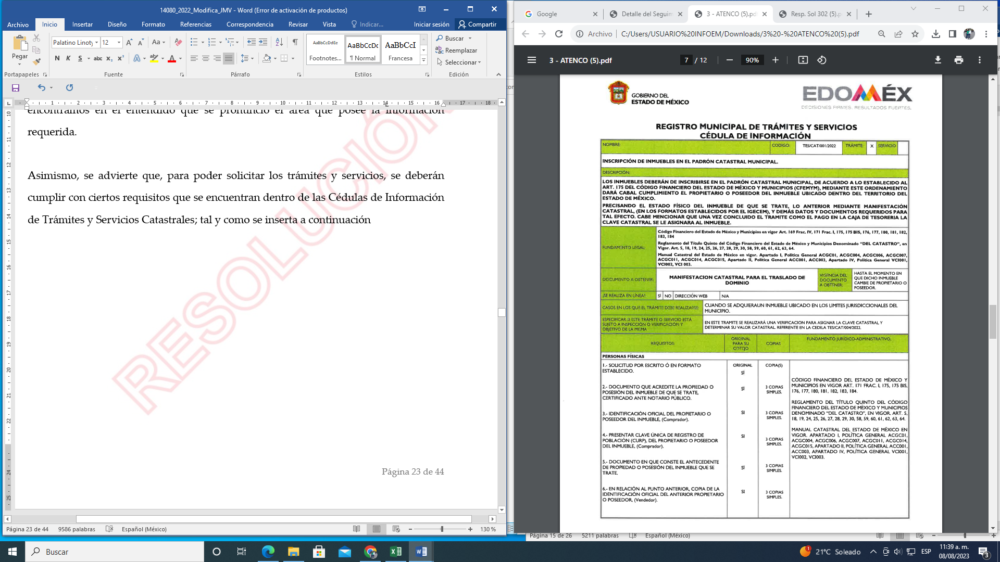 14080_2022_Modifica_JMV - Word (Error de activación de productos)
Archivo Inicio Insertar Diseño Formato Referencias Correspondencia Revisar Vista Indicar... Iniciar sesión Compartir
Palatino Linoty 12
Pegar
N K S abc x₂ x²
AaBbCcDdEe AaBbCcDc AaBbCcI
Footnotes... ¶ Normal Francesa
Buscar
Reemplazar
Seleccionar
Portapapeles Fuente Párrafo Estilos Edición
1 2 3 4 5 6 7 8 9 10 11 12 13 14 15 16 17 18
encontramos en el entendido que se pronunció el área que posee la información
requerida.
Asimismo, se advierte que, para poder solicitar los trámites y servicios, se deberán
cumplir con ciertos requisitos que se encuentran dentro de las Cédulas de Información
de Trámites y Servicios Catastrales; tal y como se inserta a continuación
RESOLUCIÓN
Página 23 de 44
Página 23 de 44 9586 palabras Español (México) 130 %
Google
Detalle del Seguim
3 - ATENCO (5).pdf
Resp. Sol 302 (5).p
Archivo C:/Users/USUARIO%20INFOEM/Downloads/3%20-%20ATENCO%20(5).pdf
3 - ATENCO (5).pdf 7 / 12 90%
GOBIERNO DEL
ESTADO DE MÉXICO
EDOMÉX
DECISIONES FIRMES. RESULTADOS FUERTES.
REGISTRO MUNICIPAL DE TRÁMITES Y SERVICIOS
CÉDULA DE INFORMACIÓN
NOMBRE: CODIGO: TES/CAT/001/2022 TRÁMITE: X SERVICIO
INSCRIPCIÓN DE INMUEBLES EN EL PADRÓN CATASTRAL MUNICIPAL.
DESCRIPCIÓN:
LOS INMUEBLES DEBERÁN DE INSCRIBIRSE EN EL PADRÓN CATASTRAL MUNICIPAL, DE ACUERDO A LO ESTABLECIDO AL
ART. 175 DEL CÓDIGO FINANCIERO DEL ESTADO DE MÉXICO Y MUNICIPIOS (CFEMYM), MEDIANTE ESTE ORDENAMIENTO
DARÁ CABAL CUMPLIMIENTO EL PROPIETARIO O POSEEDOR DEL INMUEBLE UBICADO DENTRO DEL TERRITORIO DEL
ESTADO DE MÉXICO.
PRECISANDO EL ESTADO FÍSICO DEL INMUEBLE DE QUE SE TRATE, LO ANTERIOR MEDIANTE MANIFESTACIÓN
CATASTRAL, (EN LOS FORMATOS ESTABLECIDOS POR EL IGECEM), Y DEMÁS DATOS Y DOCUMENTOS REQUERIDOS PARA
TAL EFECTO. CABE MENCIONAR QUE UNA VEZ CONCLUIDO EL TRAMITE COMO EL PAGO EN LA CAJA DE TESORERIA LA
CLAVE CATASTRAL SE LE ASIGNARA AL INMUEBLE.
FUNDAMENTO LEGAL:
Código Financiero del Estado de México y Municipios en vigor Art. 169 Frac. IV, 171 Frac. I, 175, 175 BIS, 176, 177, 180, 181, 182,
183, 184
Reglamento del Título Quinto del Código Financiero del Estado de México y Municipios Denominado "DEL CATASTRO", en
Vigor. Art. 5, 18, 19, 24, 25, 26, 27, 28, 29, 30, 58, 59, 60, 61, 62, 63, 64.
Manual Catastral del Estado de México en vigor. Apartado I, Política General ACGC01, ACGC004, ACGC006, ACGC007,
ACGC011, ACGC014, ACGC015, Apartado II, Política General ACC001, ACC003, Apartado IV, Política General VCI001,
VCI002, VCI 003.
DOCUMENTO A OBTENER:
MANIFESTACION CATASTRAL PARA EL TRASLADO DE
DOMINIO
VIGENCIA DEL
DOCUMENTO
A OBTENER:
HASTA EL MOMENTO EN
QUE DICHO INMUEBLE
CAMBIE DE PROPIETARIO O
POSEEDOR.
¿SE REALIZA EN LÍNEA?: SÍ NO DIRECCIÓN WEB N/A
CASOS EN LOS QUE EL TRÁMITE DEBE REALIZARSE:
CUANDO SE ADQUIERAUN INMUEBLE UBICADO EN LOS LIMITES JURISDICCIONALES DEL
MUNICIPIO.
ESPECIFICAR SI ESTE TRÁMITE O SERVICIO ESTÁ
SUJETO A INSPECCIÓN O VERIFICACIÓN Y
OBJETIVO DE LA MISMA
EN ESTE TRAMITE SE REALIZARÁ UNA VERIFICACION PARA ASIGNAR LA CLAVE CATASTRAL Y
DETERMINAR SU VALOR CATASTRAL REFERENTE EN LA CEDILA TES/CAT/004/2022.
REQUISITOS:
ORIGINAL
PARA SU
COTEJO
COPIAS
FUNDAMENTO JURÍDICO-ADMINISTRATIVO.
PERSONAS FÍSICAS
ORIGINAL COPIA(S)
1.- SOLICITUD POR ESCRITO Ó EN FORMATO
ESTABLECIDO.
SÍ
2.- DOCUMENTO QUE ACREDITE LA PROPIEDAD O
POSESIÓN DEL INMUEBLE DE QUE SE TRATE,
CERTIFICADO ANTE NOTARIO PÚBLICO.
SI
3 COPIAS
SIMPLES.
3.- IDENTIFICACIÓN OFICIAL DEL PROPIETARIO O
POSEEDOR DEL INMUEBLE, (Comprador).
SI
3 COPIAS
SIMPLES.
4.- PRESENTAR CLAVE ÚNICA DE REGISTRO DE
POBLACIÓN (CURP), DEL PROPIETARIO O POSEEDOR
DEL INMUEBLE, (Comprador).
SI
3 COPIAS
SIMPLES.
5.- DOCUMENTO EN QUE CONSTE EL ANTECEDENTE
DE PROPIEDAD O POSESIÓN DEL INMUEBLE QUE SE
TRATE.
SI
3 COPIAS
SIMPLES.
6.- EN RELACIÓN AL PUNTO ANTERIOR, COPIA DE LA
IDENTIFICACIÓN OFICIAL DEL ANTERIOR PROPIETARIO
O POSEEDOR, (Vendedor).
SI
3 COPIAS
SIMPLES.
CÓDIGO FINANCIERO DEL ESTADO DE MÉXICO Y
MUNICIPIOS EN VIGOR ART. 171 FRAC. I, 175, 175 BIS,
176, 177, 180, 181, 182, 183, 184.
REGLAMENTO DEL TÍTULO QUINTO DEL CÓDIGO
FINANCIERO DEL ESTADO DE MÉXICO Y MUNICIPIOS
DENOMINADO "DEL CATASTRO", EN VIGOR. ART. 5,
18, 19, 24, 25, 26, 27, 28, 29, 30, 58, 59, 60, 61, 62, 63, 64.
MANUAL CATASTRAL DEL ESTADO DE MÉXICO EN
VIGOR. APARTADO I, POLÍTICA GENERAL ACGC01,
ACGC004, ACGC006, ACGC007, ACGC011, ACGC014,
ACGC015, APARTADO II, POLÍTICA GENERAL ACC001,
ACC003, APARTADO IV, POLÍTICA GENERAL VCI001,
VCI002, VCI003.
Página 15 de 26 5211 palabras Español (México)
Buscar
21°C Soleado ESP
11:39 a. m.
08/08/2023
3